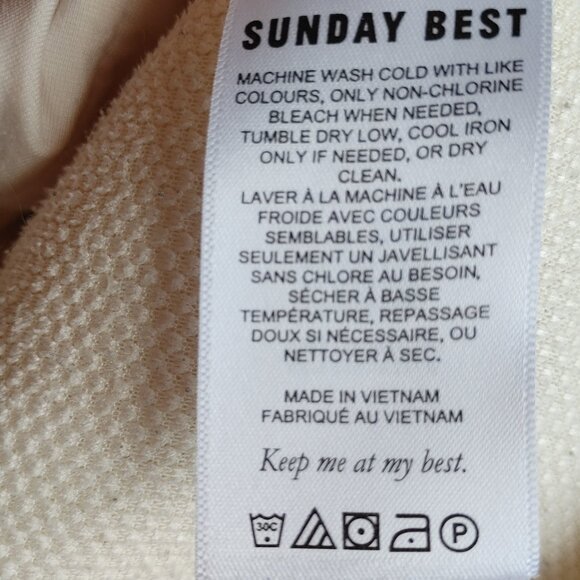 SUNDAY BEST
MACHINE WASH COLD WITH LIKE
COLOURS, ONLY NON-CHLORINE
BLEACH WHEN NEEDED,
TUMBLE DRY LOW, COOL IRON
ONLY IF NEEDED, OR DRY
CLEAN.
LAVER À LA MACHINE À L'EAU
FROIDE AVEC COULEURS
SEMBLABLES, UTILISER
SEULEMENT UN JAVELLISANT
SANS CHLORE AU BESOIN,
SÉCHER À BASSE
TEMPÉRATURE, REPASSAGE
DOUX SI NÉCESSAIRE, OU
NETTOYER À SEC.
MADE IN VIETNAM
FABRIQUÉ AU VIETNAM
Keep me at my best.
30C P